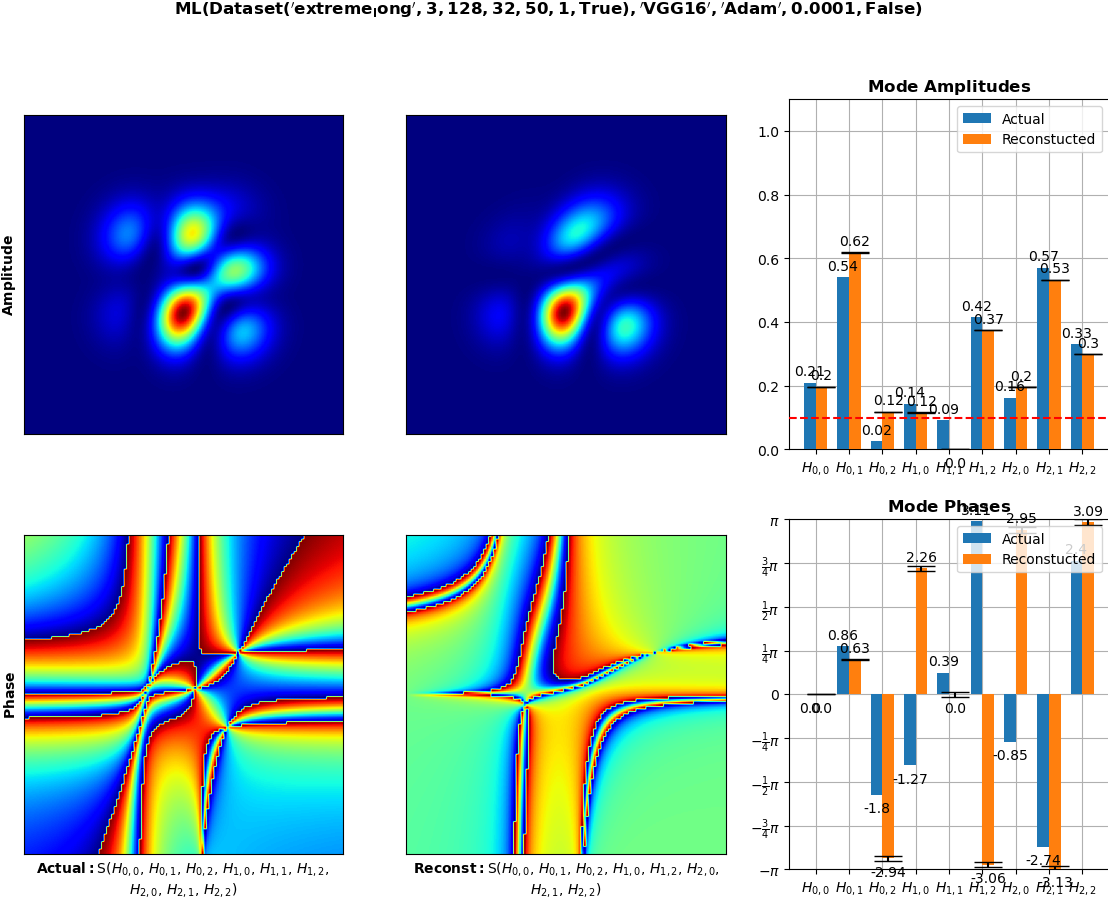 ML(Dataset('extreme_long', 3, 128, 32, 50, 1, True), 'VGG16', 'Adam', 0.0001, False)
Amplitude
Mode Amplitudes
Actual
Reconstucted
1.0
0.8
0.6
0.4
0.2
0.0
0.21
0.2
0.54
0.62
0.02
0.12
0.14
0.12
0.09
0.0
0.42
0.37
0.16
0.2
0.57
0.53
0.33
0.3
H0,0 H0,1 H0,2 H1,0 H1,1 H1,2 H2,0 H2,1 H2,2
Phase
Mode Phases
Actual
Reconstucted
π
3/4π
1/2π
1/4π
0
-1/4π
-1/2π
-3/4π
-π
0.0
0.0
0.86
0.63
-1.8
-2.94
-1.27
2.26
0.39
0.0
3.11
-3.06
-0.85
2.95
-2.74
-3.13
2.4
3.09
H0,0 H0,1 H0,2 H1,0 H1,1 H1,2 H2,0 H2,1 H2,2
Actual: S(H0,0, H0,1, H0,2, H1,0, H1,1, H1,2,
H2,0, H2,1, H2,2)
Reconst: S(H0,0, H0,1, H0,2, H1,0, H1,2, H2,0,
H2,1, H2,2)